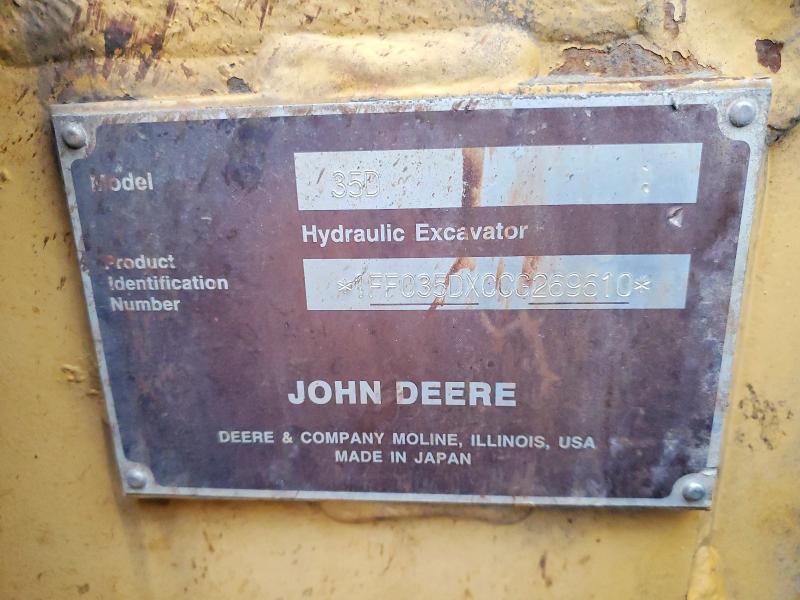 Model 35D
Hydraulic Excavator
Product
Identification
Number
*1FF035DXCCG269610*
JOHN DEERE
DEERE & COMPANY MOLINE, ILLINOIS, USA
MADE IN JAPAN